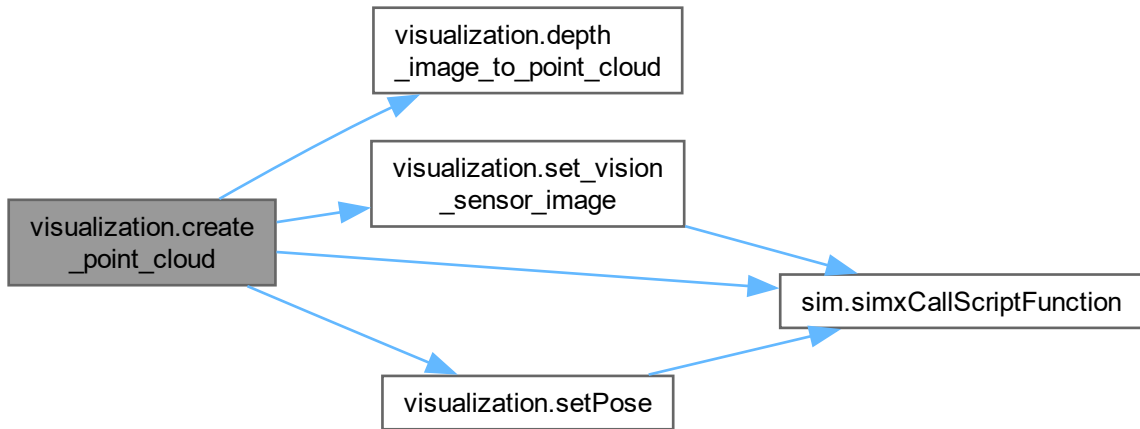 visualization.depth
_image_to_point_cloud
visualization.set_vision
_sensor_image
visualization.create
_point_cloud
sim.simxCallScriptFunction
visualization.setPose